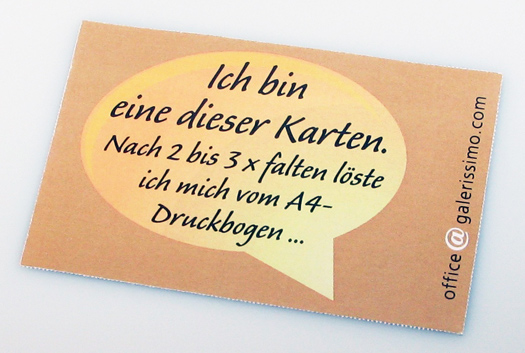 Ich bin
eine dieser Karten.
Nach 2 bis 3 x falten löste
ich mich vom A4-
Druckbogen ...
office@galerissimo.com